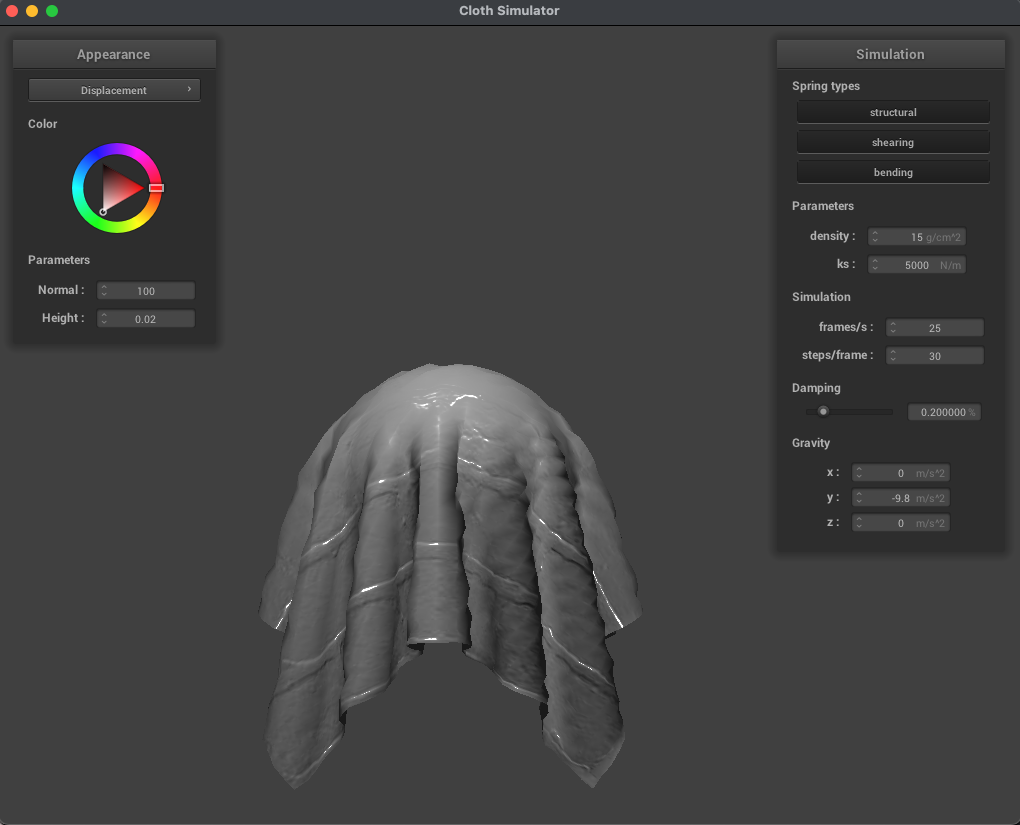 Cloth Simulator
Appearance
Displacement
Color
Parameters
Normal : 100
Height : 0.02
Simulation
Spring types
structural
shearing
bending
Parameters
density : 15 g/cm^2
ks : 5000 N/m
Simulation
frames/s : 25
steps/frame : 30
Damping
0.200000 %
Gravity
x : 0 m/s^2
y : -9.8 m/s^2
z : 0 m/s^2